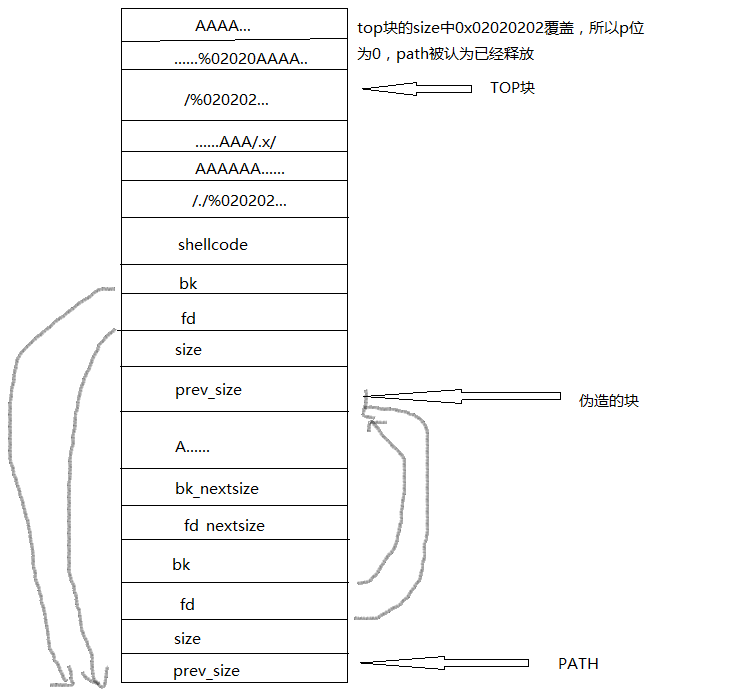 AAAA...
top块的size中0x02020202覆盖，所以p位
为0，path被认为已经释放
......%02020AAAA..
TOP块
/%020202...
......AAA/.x/
AAAAAA......
/./%020202...
shellcode
bk
fd
size
prev_size
伪造的块
A......
bk_nextsize
fd_nextsize
bk
fd
size
prev_size
PATH